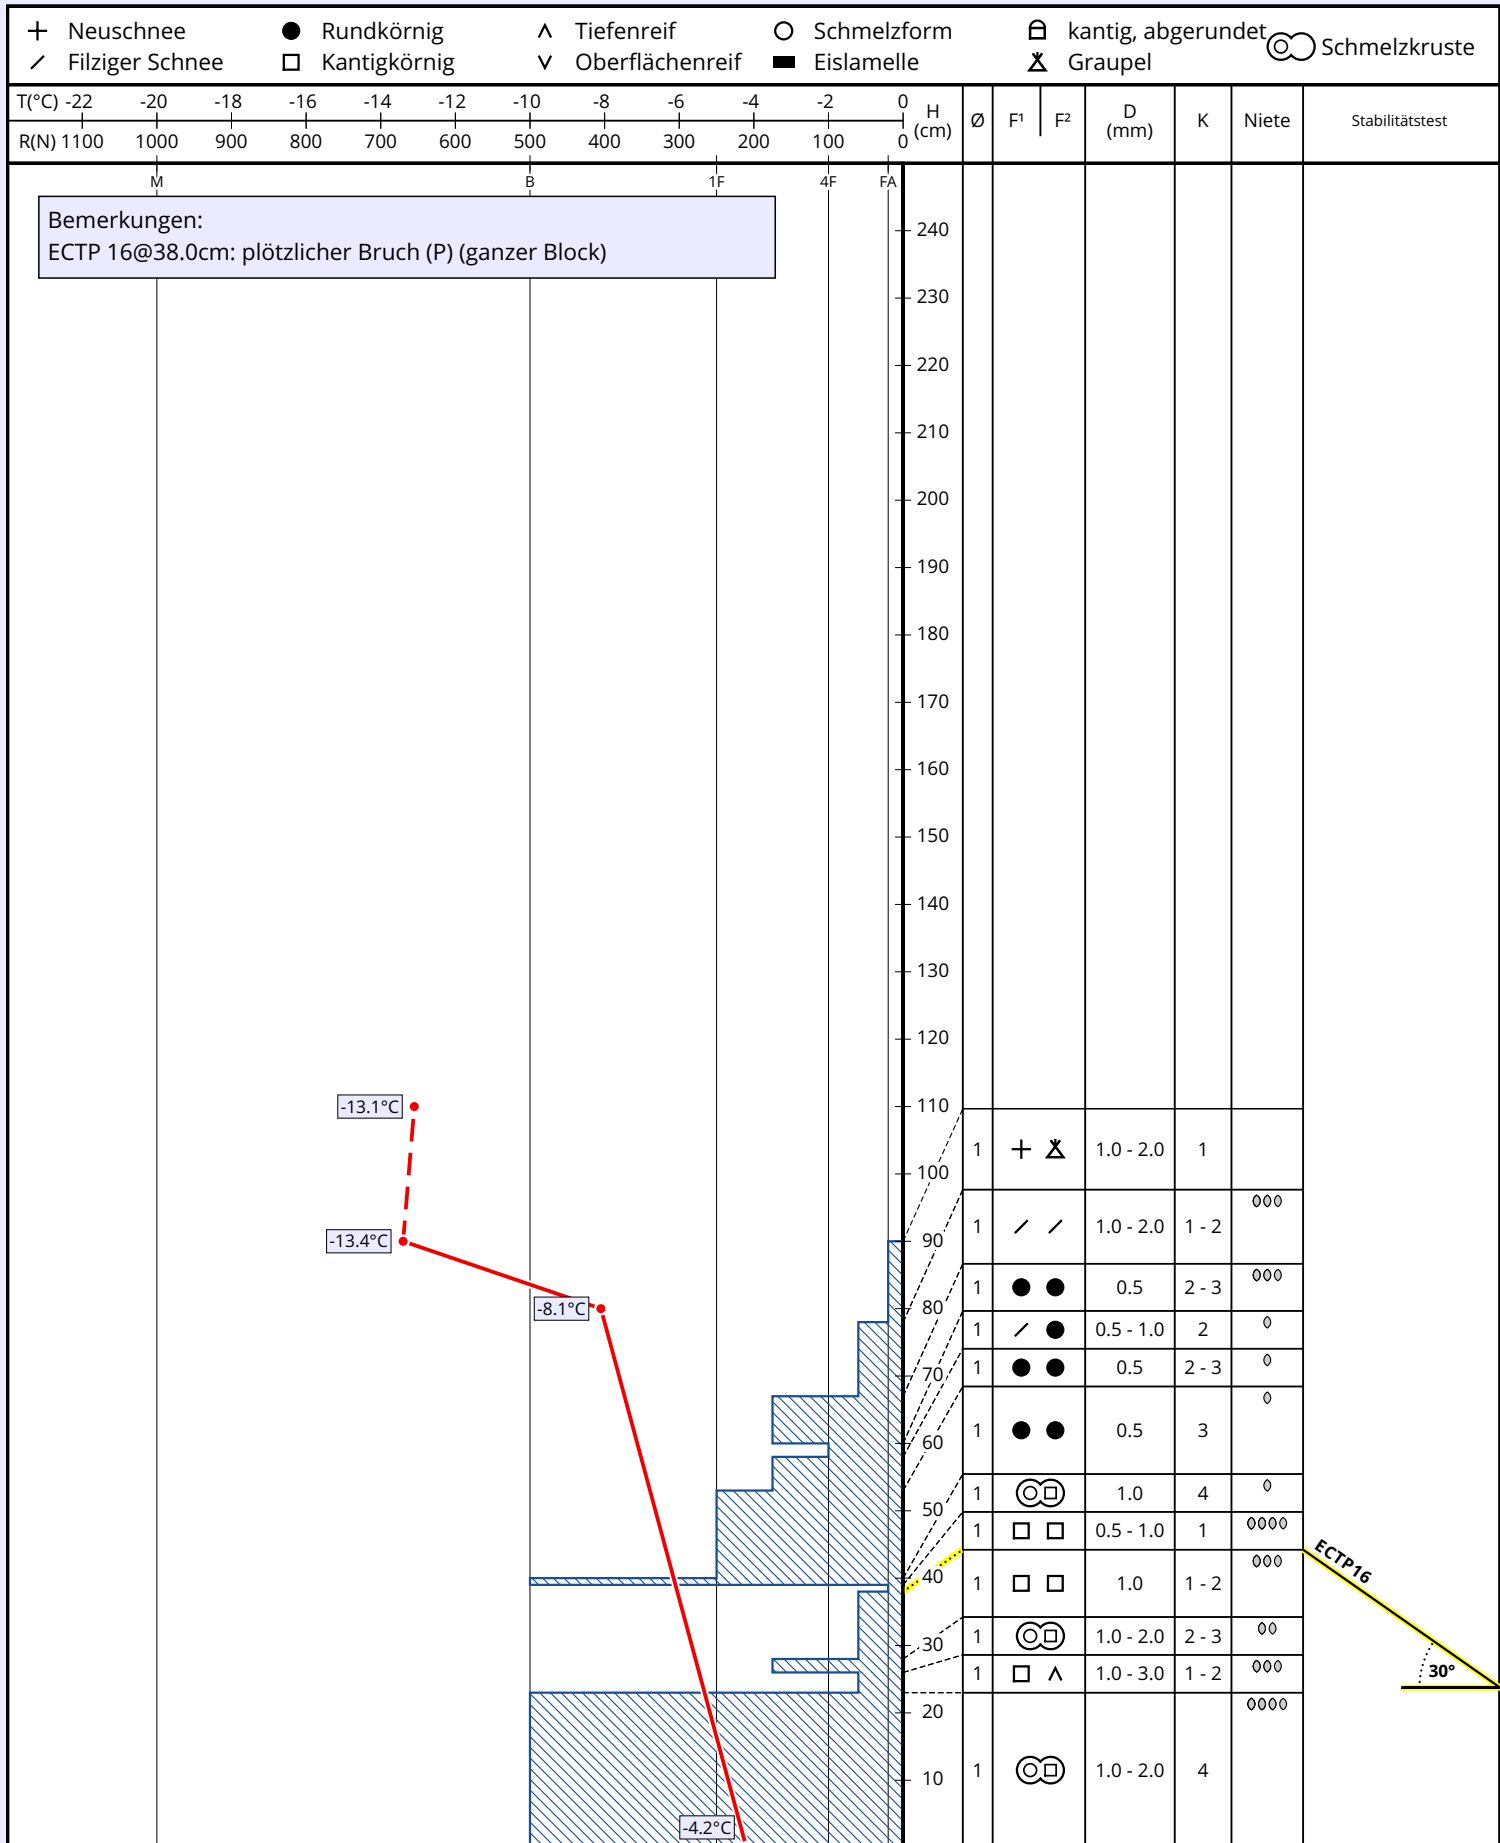 Neuschnee Rundkörnig Tiefenreif Schmelzform kantig, abgerundet Schmelzkruste
Filziger Schnee Kantigkörnig Oberflächenreif Eislamelle Graupel
T(°C) -22 -20 -18 -16 -14 -12 -10 -8 -6 -4 -2 0
R(N) 1100 1000 900 800 700 600 500 400 300 200 100 0
H (cm) Ø F¹ F² D (mm) K Niete Stabilitätstest
M B 1F 4F FA
Bemerkungen:
ECTP 16@38.0cm: plötzlicher Bruch (P) (ganzer Block)
240
230
220
210
200
190
180
170
160
150
140
130
120
-13.1°C 110
1 1.0 - 2.0 1
100
1 1.0 - 2.0 1 - 2
-13.4°C 90
1 0.5 2 - 3
-8.1°C 80
1 0.5 - 1.0 2
1 0.5 2 - 3
70
1 0.5 3
60
1 1.0 4
50
1 0.5 - 1.0 1
ECTP16
40
1 1.0 1 - 2
30
1 1.0 - 2.0 2 - 3
1 1.0 - 3.0 1 - 2
30°
20
1 1.0 - 2.0 4
10
-4.2°C